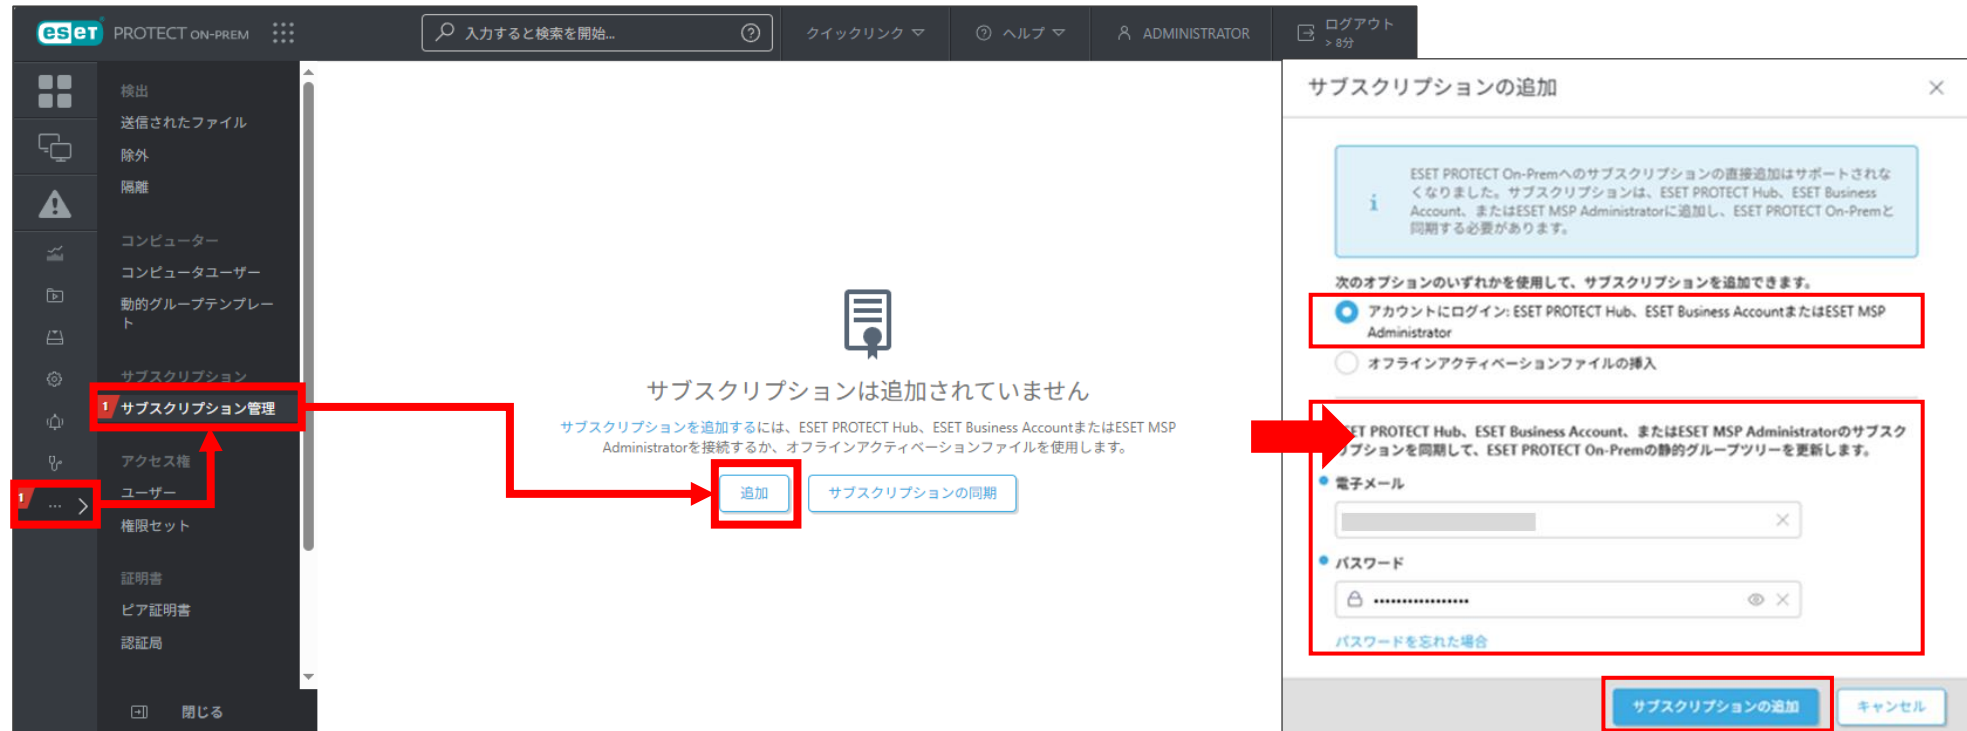 eset PROTECT ON-PREM
入力すると検索を開始...
クイックリンク
ヘルプ
ADMINISTRATOR
ログアウト
> 8分
検出
送信されたファイル
除外
隔離
コンピューター
コンピュータユーザー
動的グループテンプレー
ト
サブスクリプション
1 サブスクリプション管理
アクセス権
ユーザー
1
...
権限セット
証明書
ピア証明書
認証局
閉じる
サブスクリプションは追加されていません
サブスクリプションを追加するには、ESET PROTECT Hub、ESET Business AccountまたはESET MSP
Administratorを接続するか、オフラインアクティベーションファイルを使用します。
追加
サブスクリプションの同期
サブスクリプションの追加
ESET PROTECT On-Premへのサブスクリプションの直接追加はサポートされな
くなりました。サブスクリプションは、ESET PROTECT Hub、ESET Business
Account、またはESET MSP Administratorに追加し、ESET PROTECT On-Premと
同期する必要があります。
次のオプションのいずれかを使用して、サブスクリプションを追加できます。
アカウントにログイン: ESET PROTECT Hub、ESET Business AccountまたはESET MSP
Administrator
オフラインアクティベーションファイルの挿入
SET PROTECT Hub、ESET Business Account、またはESET MSP Administratorのサブスク
リプションを同期して、ESET PROTECT On-Premの静的グループツリーを更新します。
電子メール
パスワード
パスワードを忘れた場合
サブスクリプションの追加
キャンセル